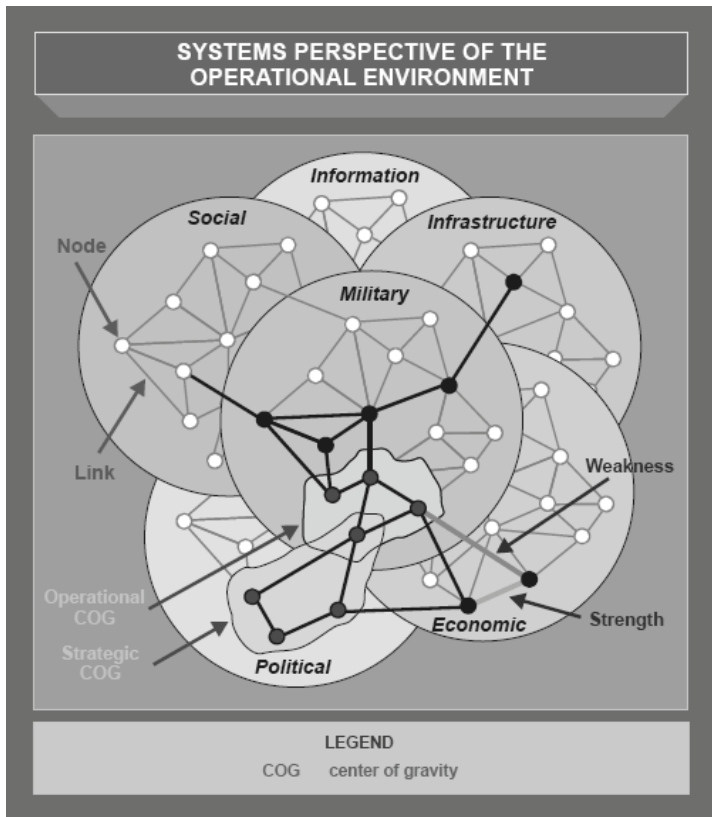 SYSTEMS PERSPECTIVE OF THE
OPERATIONAL ENVIRONMENT
Information
Social
Infrastructure
Node
Military
Link
Weakness
Operational
COG
Strategic
COG
Economic
Strength
Political
LEGEND
COG center of gravity